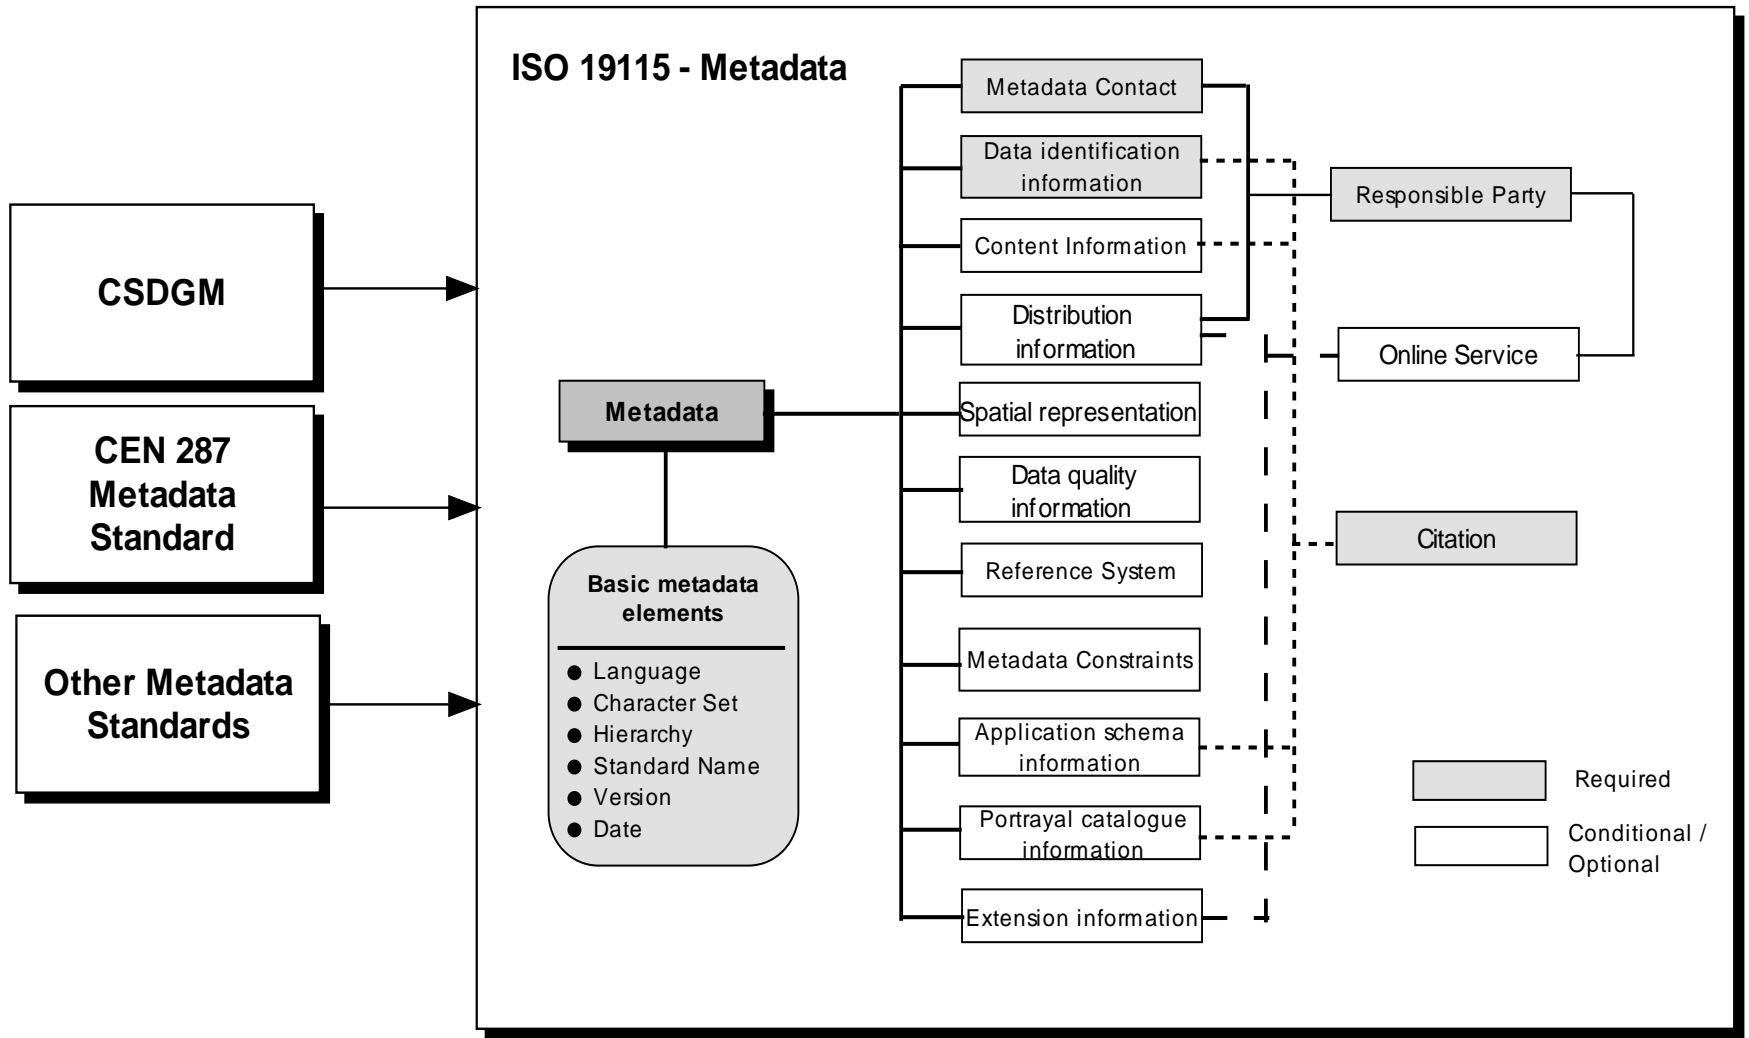 ISO 19115 - Metadata
CSDGM
CEN 287
Metadata
Standard
Other Metadata
Standards
Metadata
Basic metadata
elements
Language
Character Set
Hierarchy
Standard Name
Version
Date
Metadata Contact
Data identification
information
Content Information
Distribution
information
Spatial representation
Data quality
information
Reference System
Metadata Constraints
Application schema
information
Portrayal catalogue
information
Extension information
Responsible Party
Online Service
Citation
Required
Conditional /
Optional